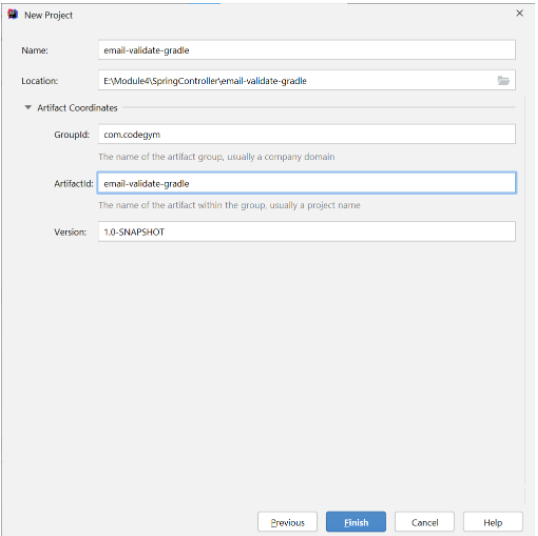 New Project
Name: email-validate-gradle
Location: E:\Module4\SpringController\email-validate-gradle
Artifact Coordinates
GroupId: com.codegym
The name of the artifact group, usually a company domain
ArtifactId: email-validate-gradle
The name of the artifact within the group, usually a project name
Version: 1.0-SNAPSHOT
Previous Finish Cancel Help